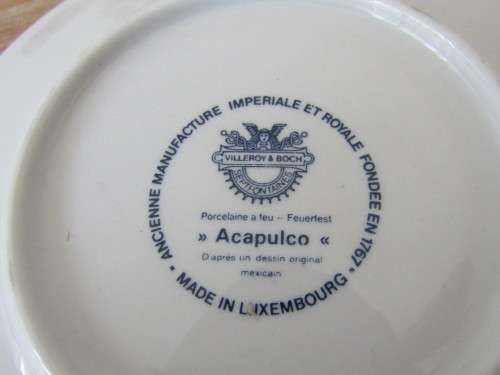 ANCIENNE MANUFACTURE IMPERIALE ET ROYALE FONDEE EN 1767
VILLEROY & BOCH
SEPTFONTAINES
Porcelaine a feu – Feuerfest
» Acapulco «
D'après un dessin original
mexicain
• MADE IN LUXEMBOURG •